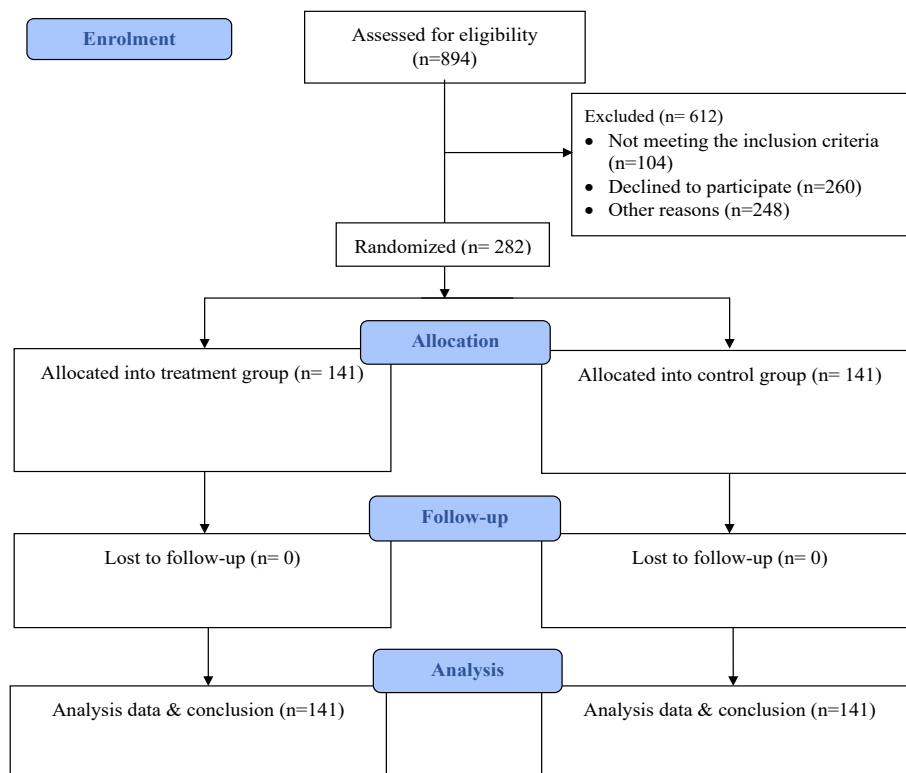 Enrolment
Assessed for eligibility
(n=894)
Excluded (n= 612)
• Not meeting the inclusion criteria
(n=104)
• Declined to participate (n=260)
• Other reasons (n=248)
Randomized (n= 282)
Allocation
Allocated into treatment group (n= 141)
Allocated into control group (n= 141)
Follow-up
Lost to follow-up (n= 0)
Lost to follow-up (n= 0)
Analysis
Analysis data & conclusion (n=141)
Analysis data & conclusion (n=141)